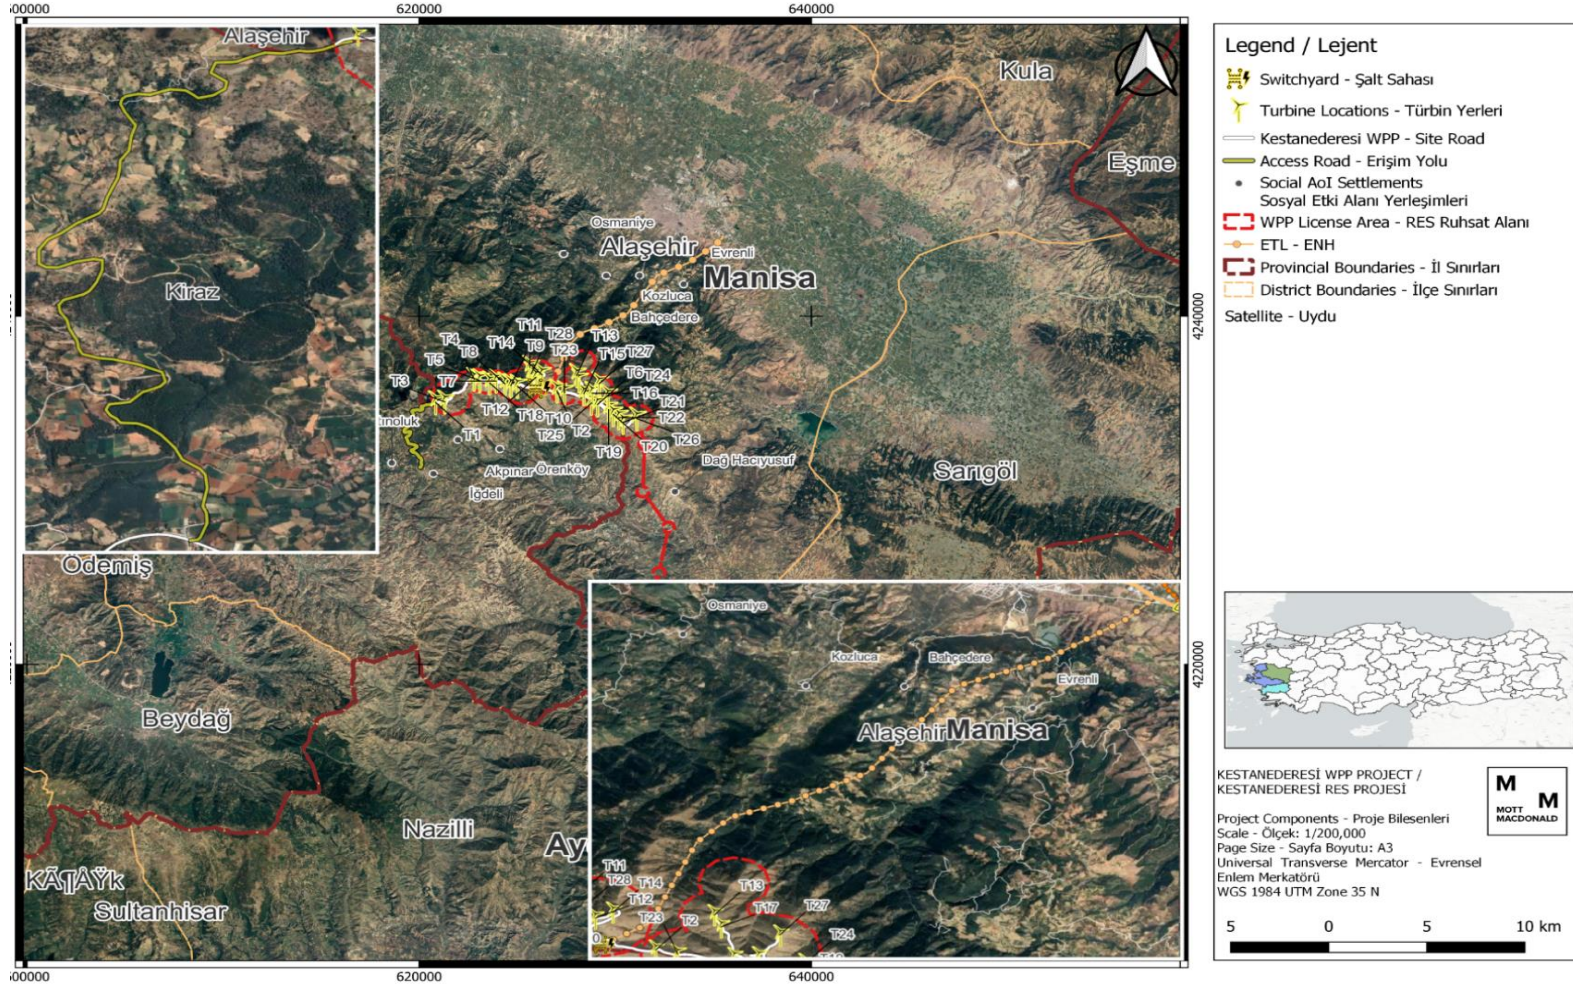 600000
620000
640000
Alaşehir
Kiraz
Kula
Eşme
Osmaniye
Alaşehir
Evrenli
Manisa
Kozluca
Bahçedere
4240000
T11
T4
T28
T13
T14
T9
T8
T23
T15
T27
T5
T6
T24
T3
T7
T16
T21
T12
T18
T10
T22
T1
T25
T2
T26
T19
T20
Akpınar
Örenköy
Dağ Hacıyusuf
İğdeli
Sarıgöl
Ödemiş
Beydağ
Nazilli
KöÅŸk
Sultanhisar
4220000
Osmaniye
Kozluca
Bahçedere
Evrenli
Alaşehir
Manisa
T11
T28
T14
T12
T23
T2
T13
T17
T27
T24
600000
620000
640000
Legend / Lejent
Switchyard - Şalt Sahası
Turbine Locations - Türbin Yerleri
Kestanederesi WPP - Site Road
Access Road - Erişim Yolu
Social AoI Settlements
Sosyal Etki Alanı Yerleşimleri
WPP License Area - RES Ruhsat Alanı
ETL - ENH
Provincial Boundaries - İl Sınırları
District Boundaries - İlçe Sınırları
Satellite - Uydu
KESTANEDERESİ WPP PROJECT /
KESTANEDERESİ RES PROJESİ
M
M
MOTT
MACDONALD
Project Components - Proje Bilesenleri
Scale - Ölçek: 1/200,000
Page Size - Sayfa Boyutu: A3
Universal Transverse Mercator - Evrensel
Enlem Merkatörü
WGS 1984 UTM Zone 35 N
5 0 5 10 km